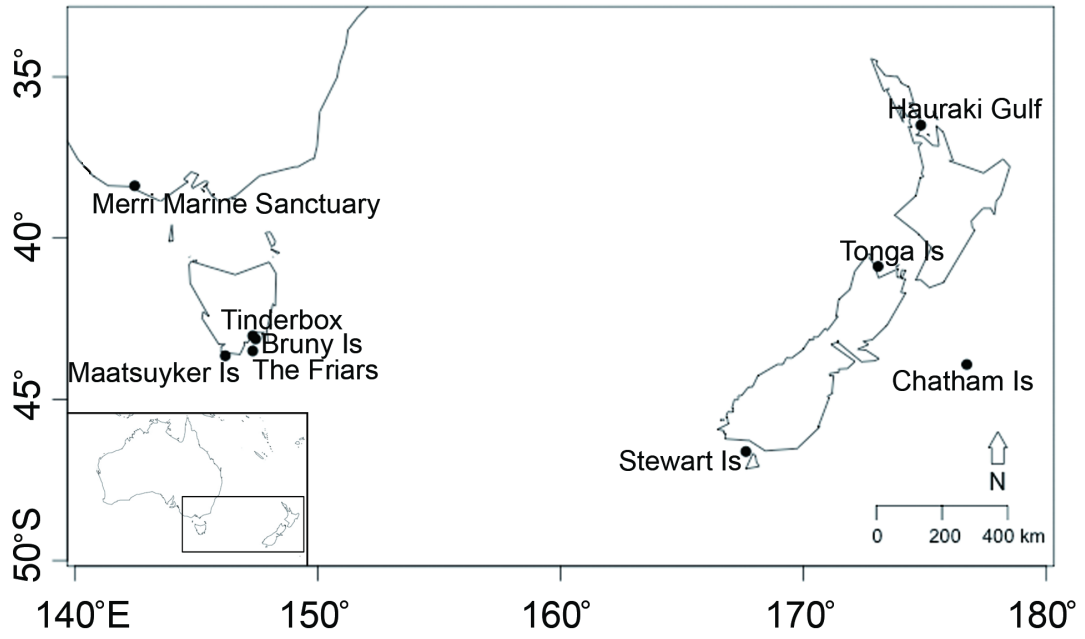 35°
Hauraki Gulf
Merri Marine Sanctuary
40°
Tonga Is
Tinderbox
Bruny Is
The Friars
Maatsuyker Is
45°
Chatham Is
Stewart Is
N
0 200 400 km
50°S
140°E 150° 160° 170° 180°